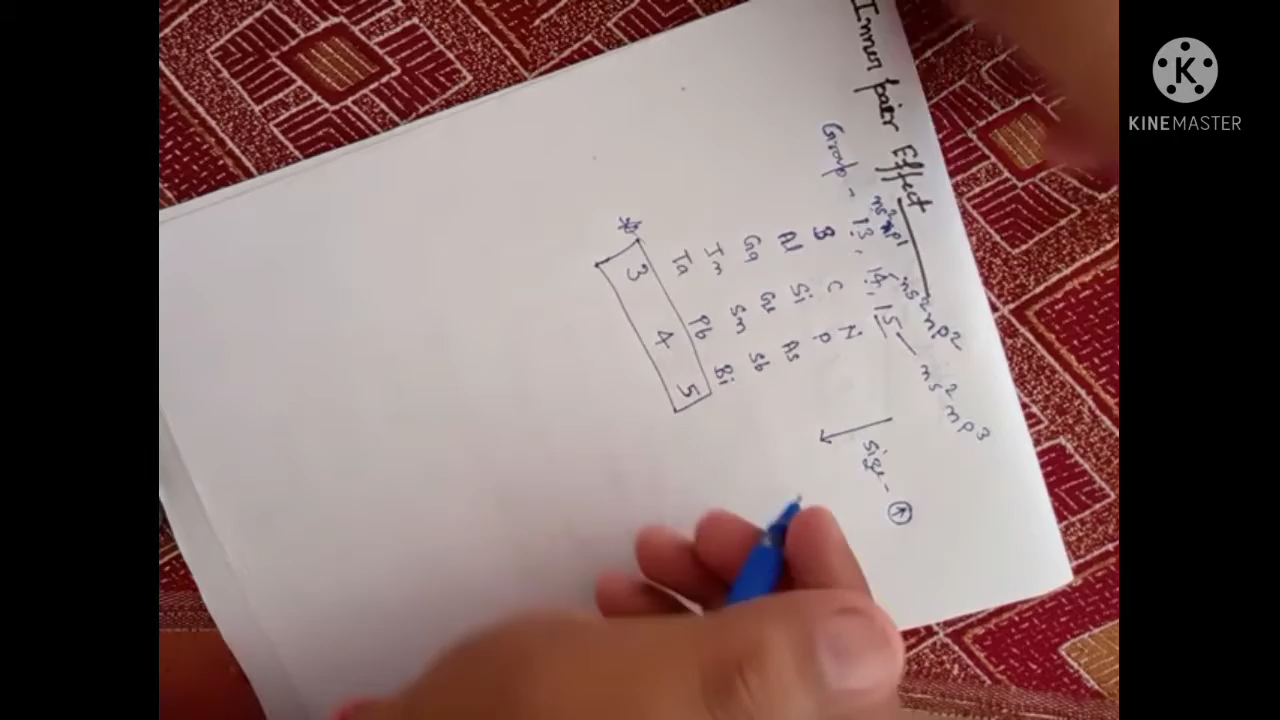 Inner pair Effect
ns²np¹ ns²np² ns²np³
Group - 13, 14, 15
B C N
Al Si P
Ga Ge As
In Sn Sb
Ta Pb Bi
* 3 4 5
size - ↑
KINEMASTER